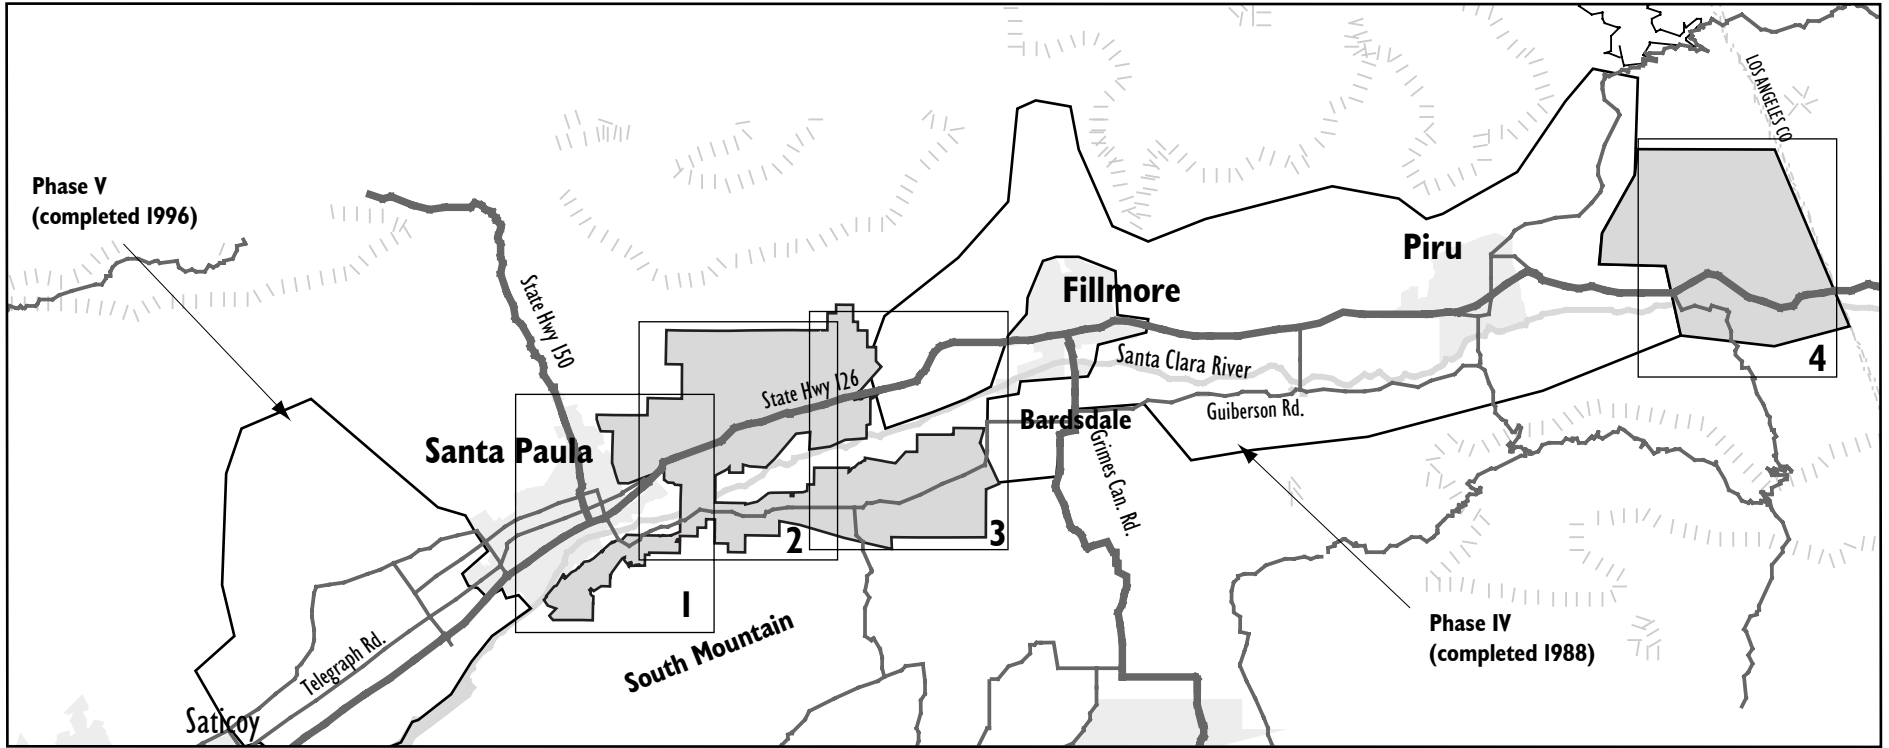 LOS ANGELES CO
Phase V
(completed 1996)
State Hwy 150
Piru
Fillmore
Santa Clara River
4
State Hwy 126
Guiberson Rd.
Bardsdale
Santa Paula
Grimes Can. Rd.
2
3
1
South Mountain
Phase IV
(completed 1988)
Telegraph Rd.
Saticoy